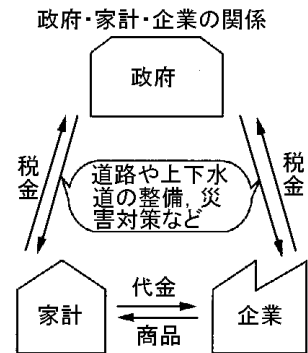 政府・家計・企業の関係
政府
税金
税金
道路や上下水
道の整備,災
害対策など
家計
代金
商品
企業